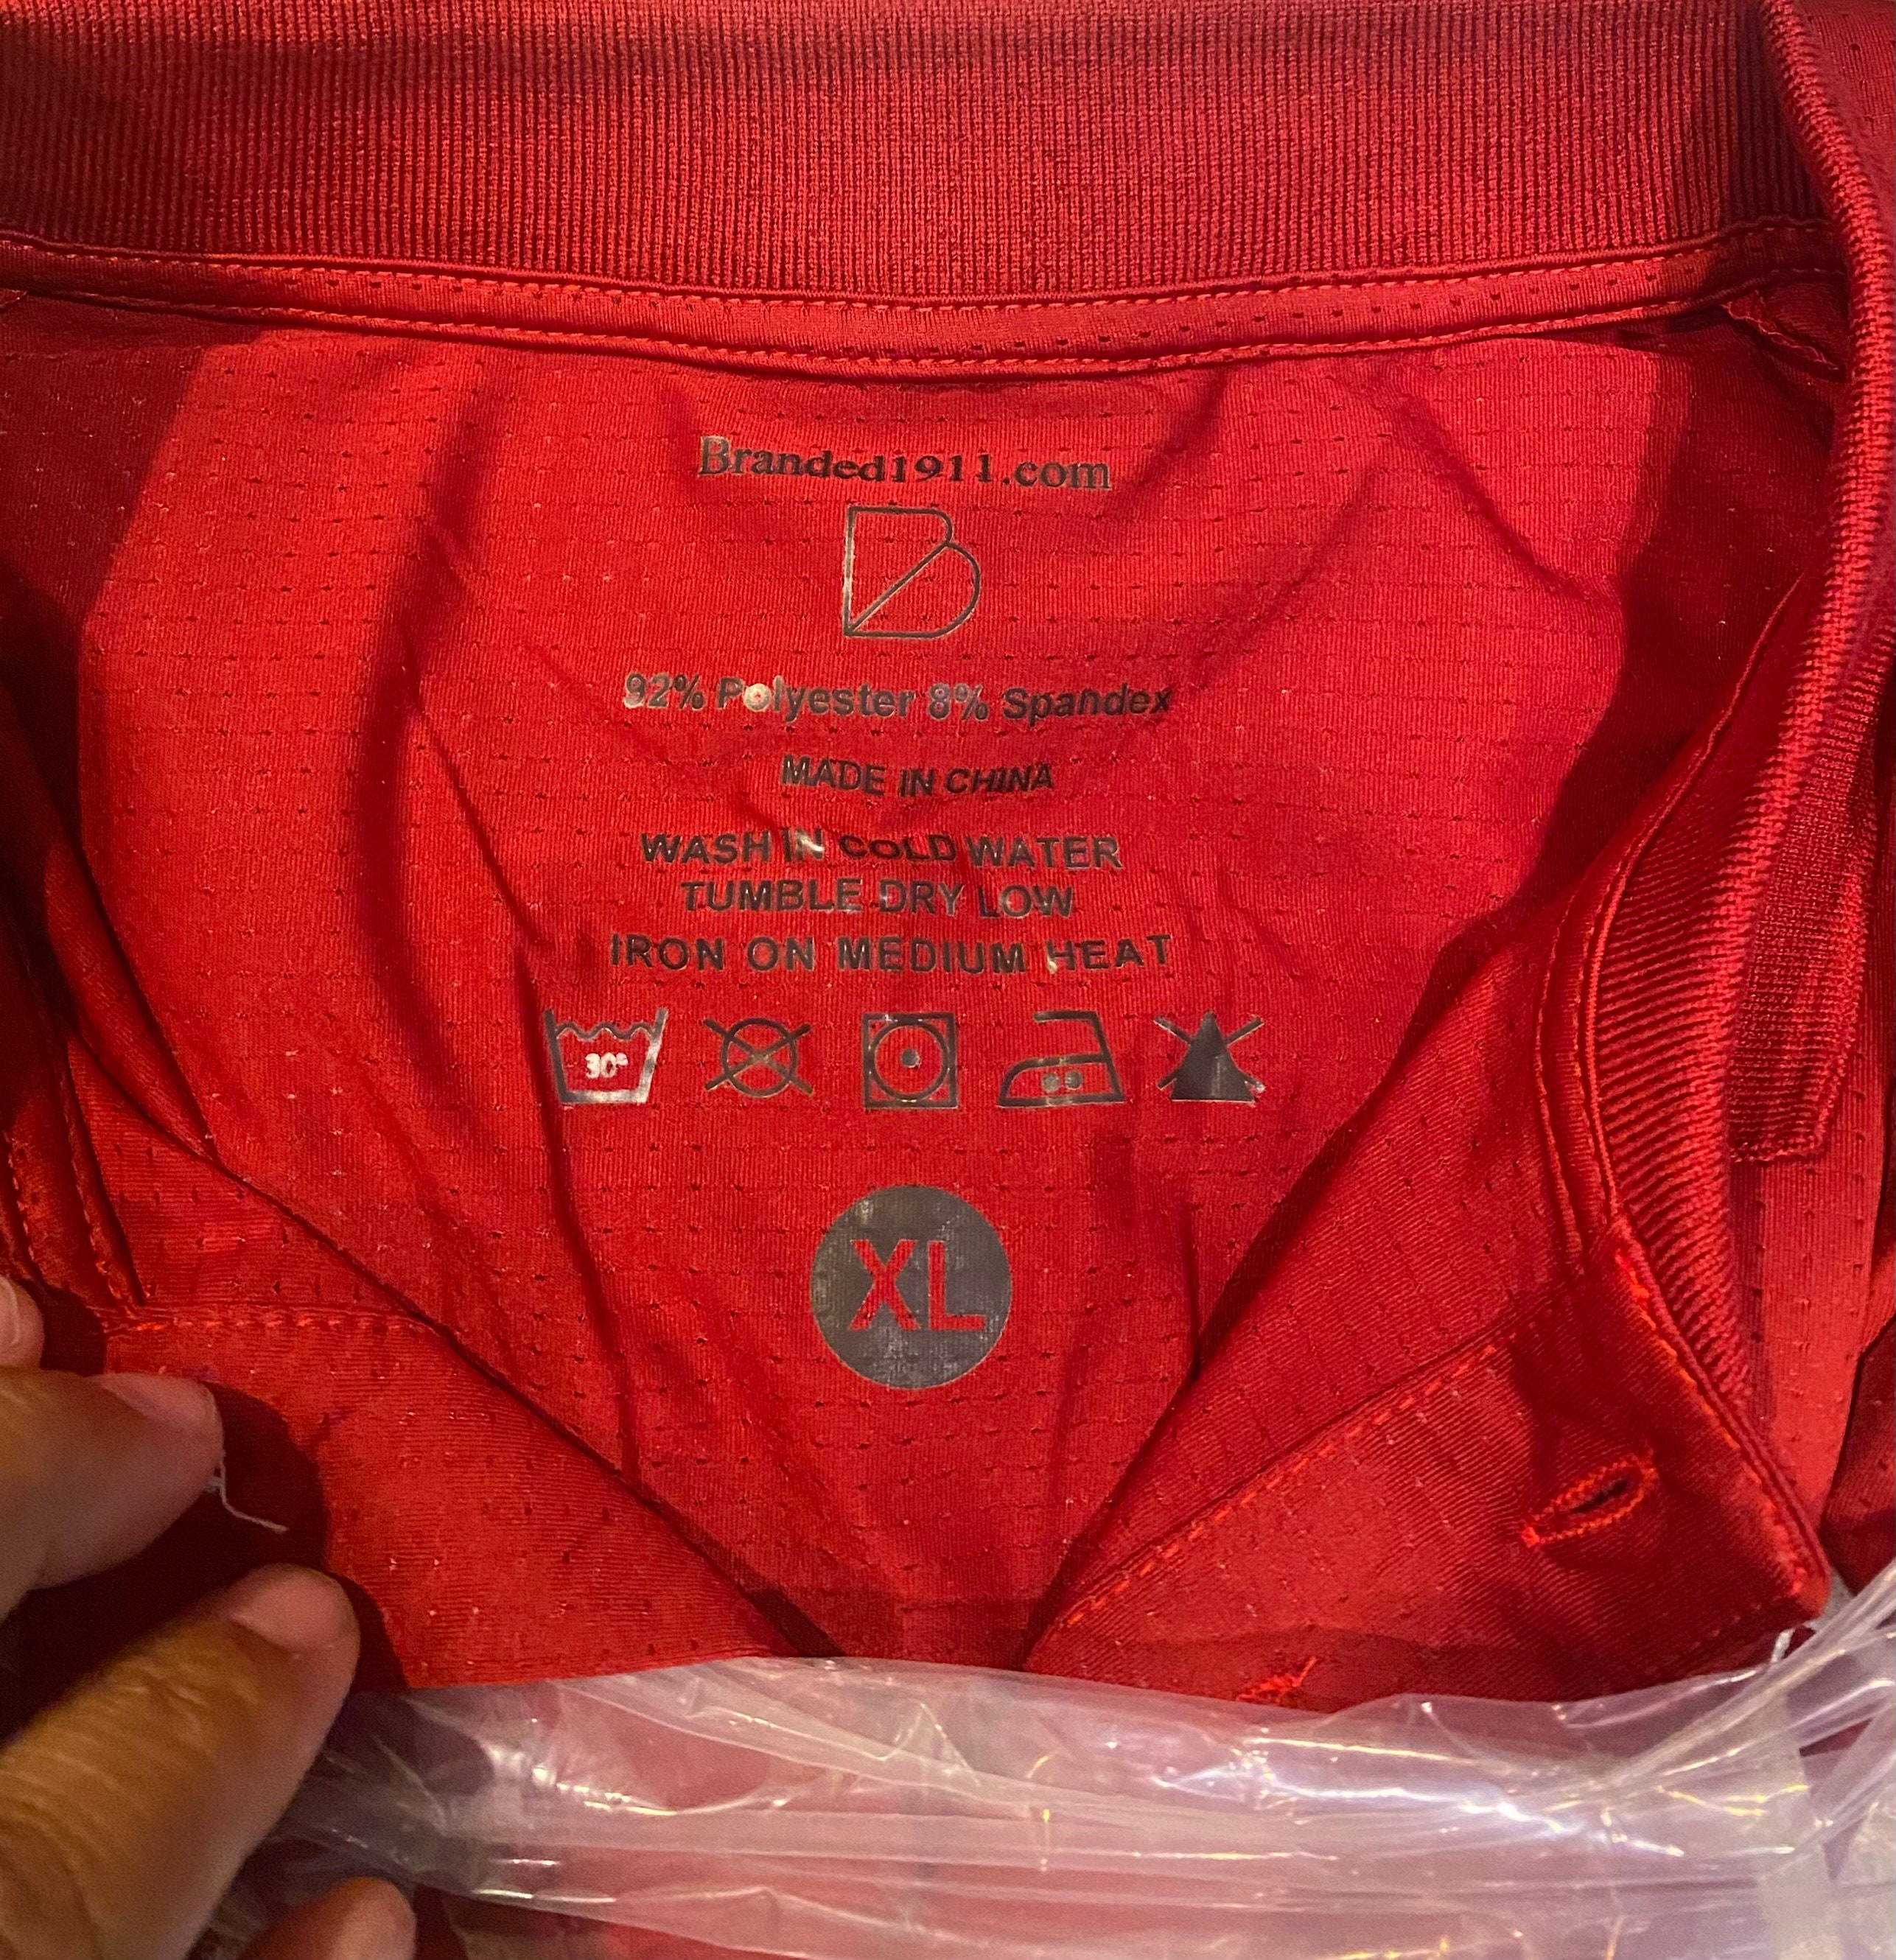 Branded1911.com
92% Polyester 8% Spandex
MADE IN CHINA
WASH IN COLD WATER
TUMBLE DRY LOW
IRON ON MEDIUM HEAT
30°
XL